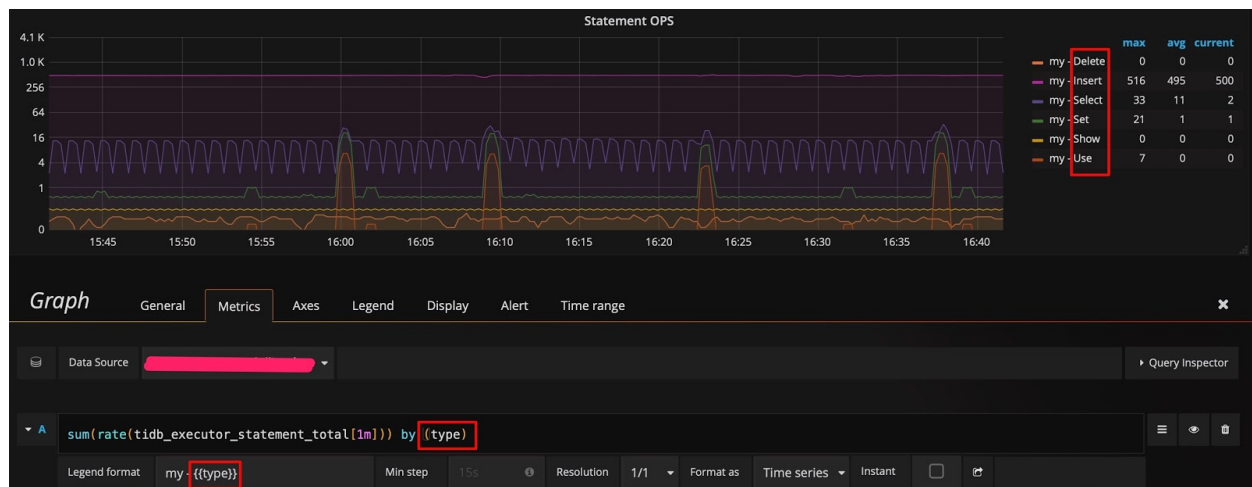 Statement OPS
4.1 K
1.0 K
256
64
16
4
1
0
15:45 15:50 15:55 16:00 16:05 16:10 16:15 16:20 16:25 16:30 16:35 16:40
max avg current
my - Delete 0 0 0
my - Insert 516 495 500
my - Select 33 11 2
my - Set 21 1 1
my - Show 0 0 0
my - Use 7 0 0
Graph General Metrics Axes Legend Display Alert Time range
Data Source Query Inspector
A sum(rate(tidb_executor_statement_total[1m])) by (type)
Legend format my - {{type}} Min step 15s Resolution 1/1 Format as Time series Instant